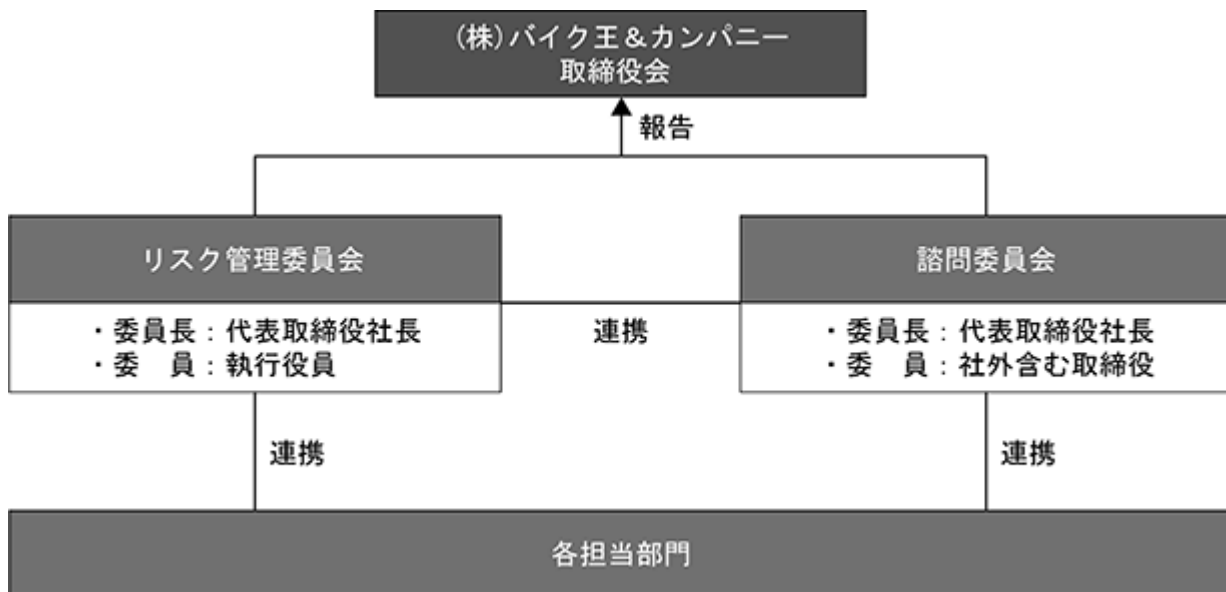 (株)バイク王＆カンパニー
取締役会
報告
リスク管理委員会
・委員長：代表取締役社長
・委　員：執行役員
連携
諮問委員会
・委員長：代表取締役社長
・委　員：社外含む取締役
連携
連携
各担当部門